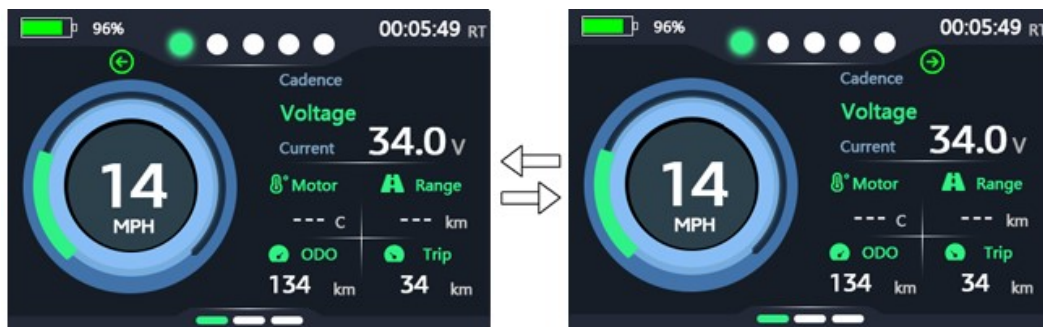 96% 00:05:49 RT
Cadence
Voltage
Current 34.0 V
14
MPH
Motor Range
--- C --- km
ODO Trip
134 km 34 km
96% 00:05:49 RT
Cadence
Voltage
Current 34.0 V
14
MPH
Motor Range
--- C --- km
ODO Trip
134 km 34 km